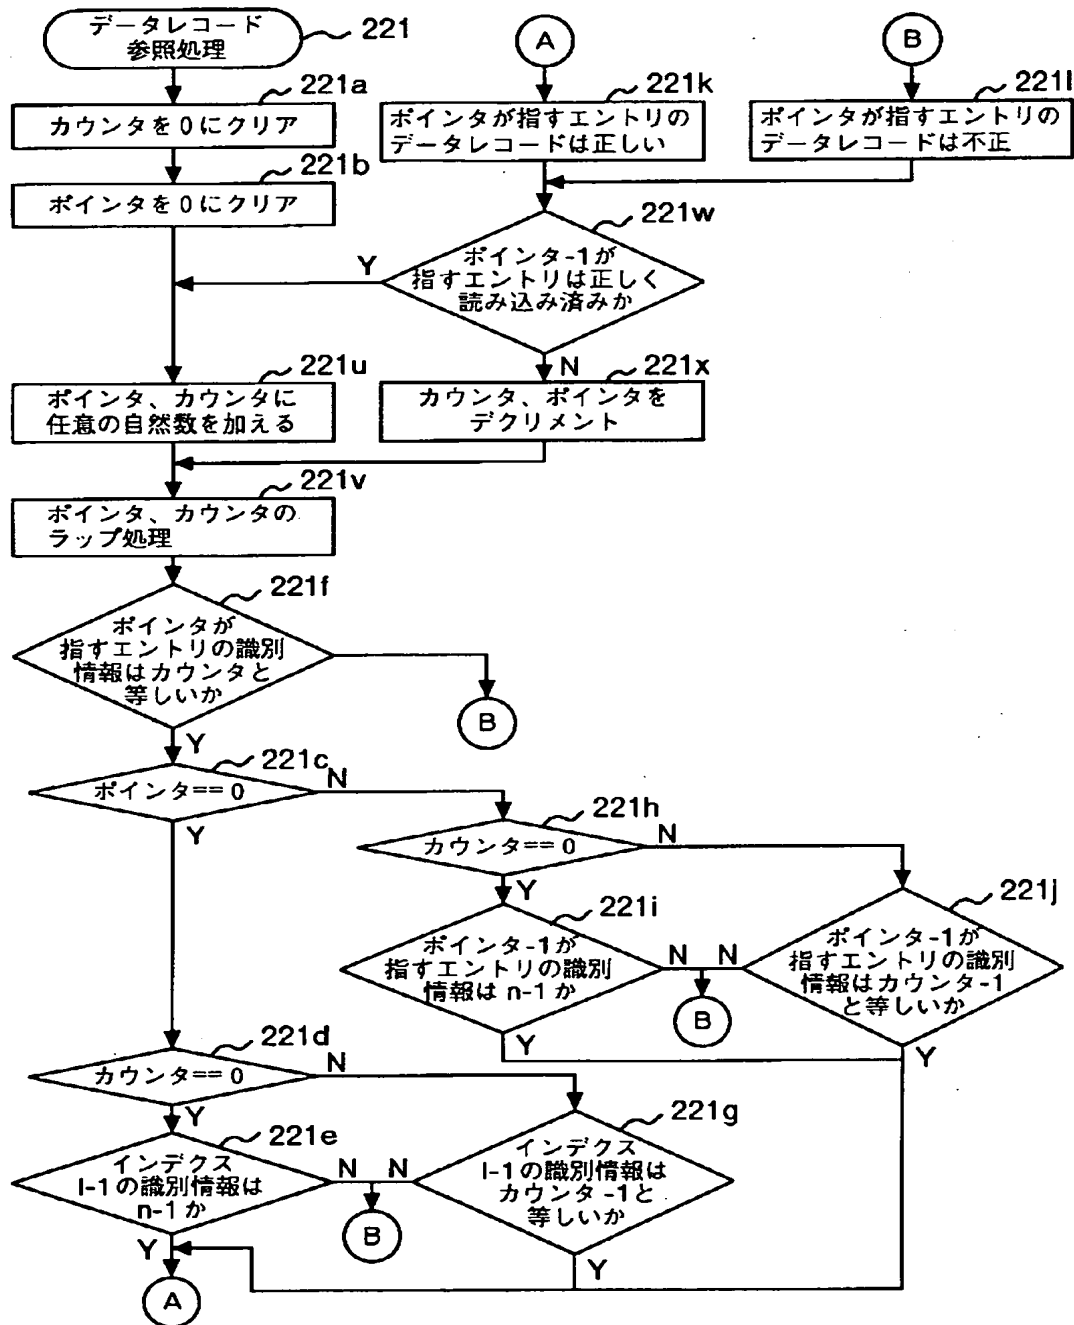 データレコード
参照処理
221
221a
カウンタを0にクリア
221b
ポインタを0にクリア
A
221k
ポインタが指すエントリの
データレコードは正しい
B
221l
ポインタが指すエントリの
データレコードは不正
221w
ポインタ-1が
指すエントリは正しく
読み込み済みか
Y
N
221u
ポインタ、カウンタに
任意の自然数を加える
221x
カウンタ、ポインタを
デクリメント
221v
ポインタ、カウンタの
ラップ処理
221f
ポインタが
指すエントリの識別
情報はカウンタと
等しいか
B
Y
221c
ポインタ== 0
N
Y
221h
カウンタ== 0
N
Y
221i
ポインタ-1が
指すエントリの識別
情報は n-1 か
N
Y
221j
ポインタ-1が
指すエントリの識別
情報はカウンタ-1
と等しいか
N
Y
B
221d
カウンタ== 0
N
Y
221e
インデクス
l-1の識別情報は
n-1 か
N
Y
221g
インデクス
l-1の識別情報は
カウンタ-1と
等しいか
N
Y
B
A